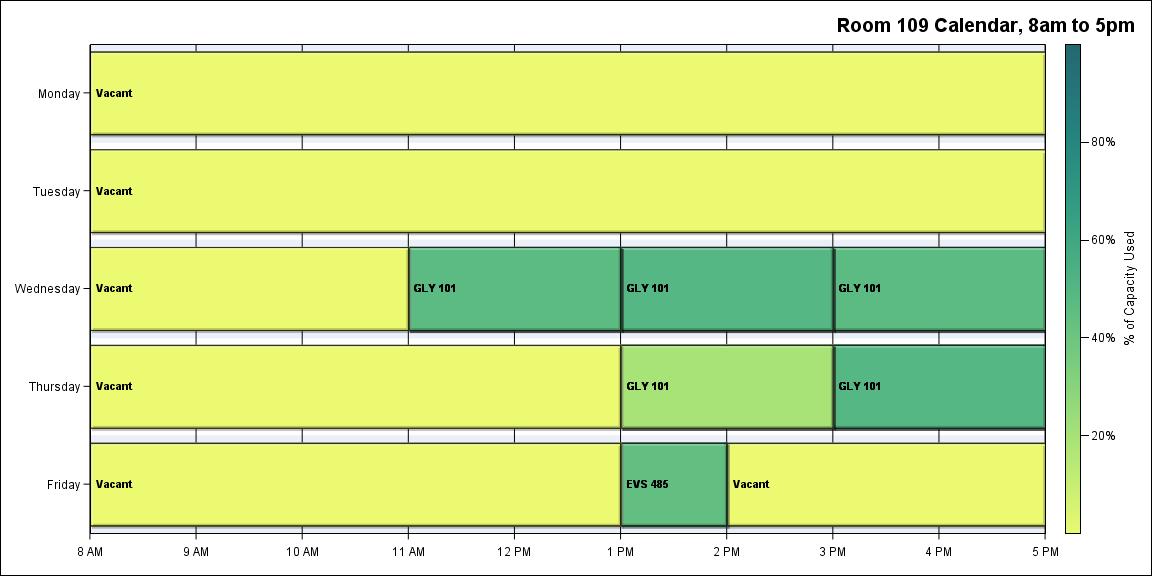 Room 109 Calendar, 8am to 5pm
Monday
Vacant
Tuesday
Vacant
Wednesday
Vacant
GLY 101
GLY 101
GLY 101
Thursday
Vacant
GLY 101
GLY 101
Friday
Vacant
EVS 485
Vacant
8 AM
9 AM
10 AM
11 AM
12 PM
1 PM
2 PM
3 PM
4 PM
5 PM
80%
60%
40%
20%
% of Capacity Used